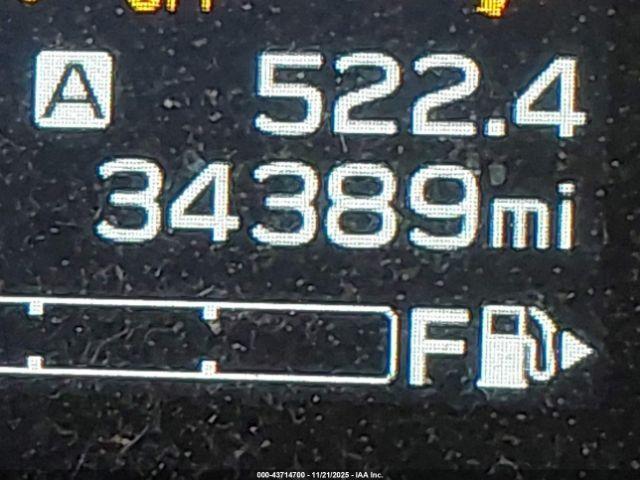 A 522.4
34389mi
F
000-43714700 - 11/21/2025 - IAA Inc.